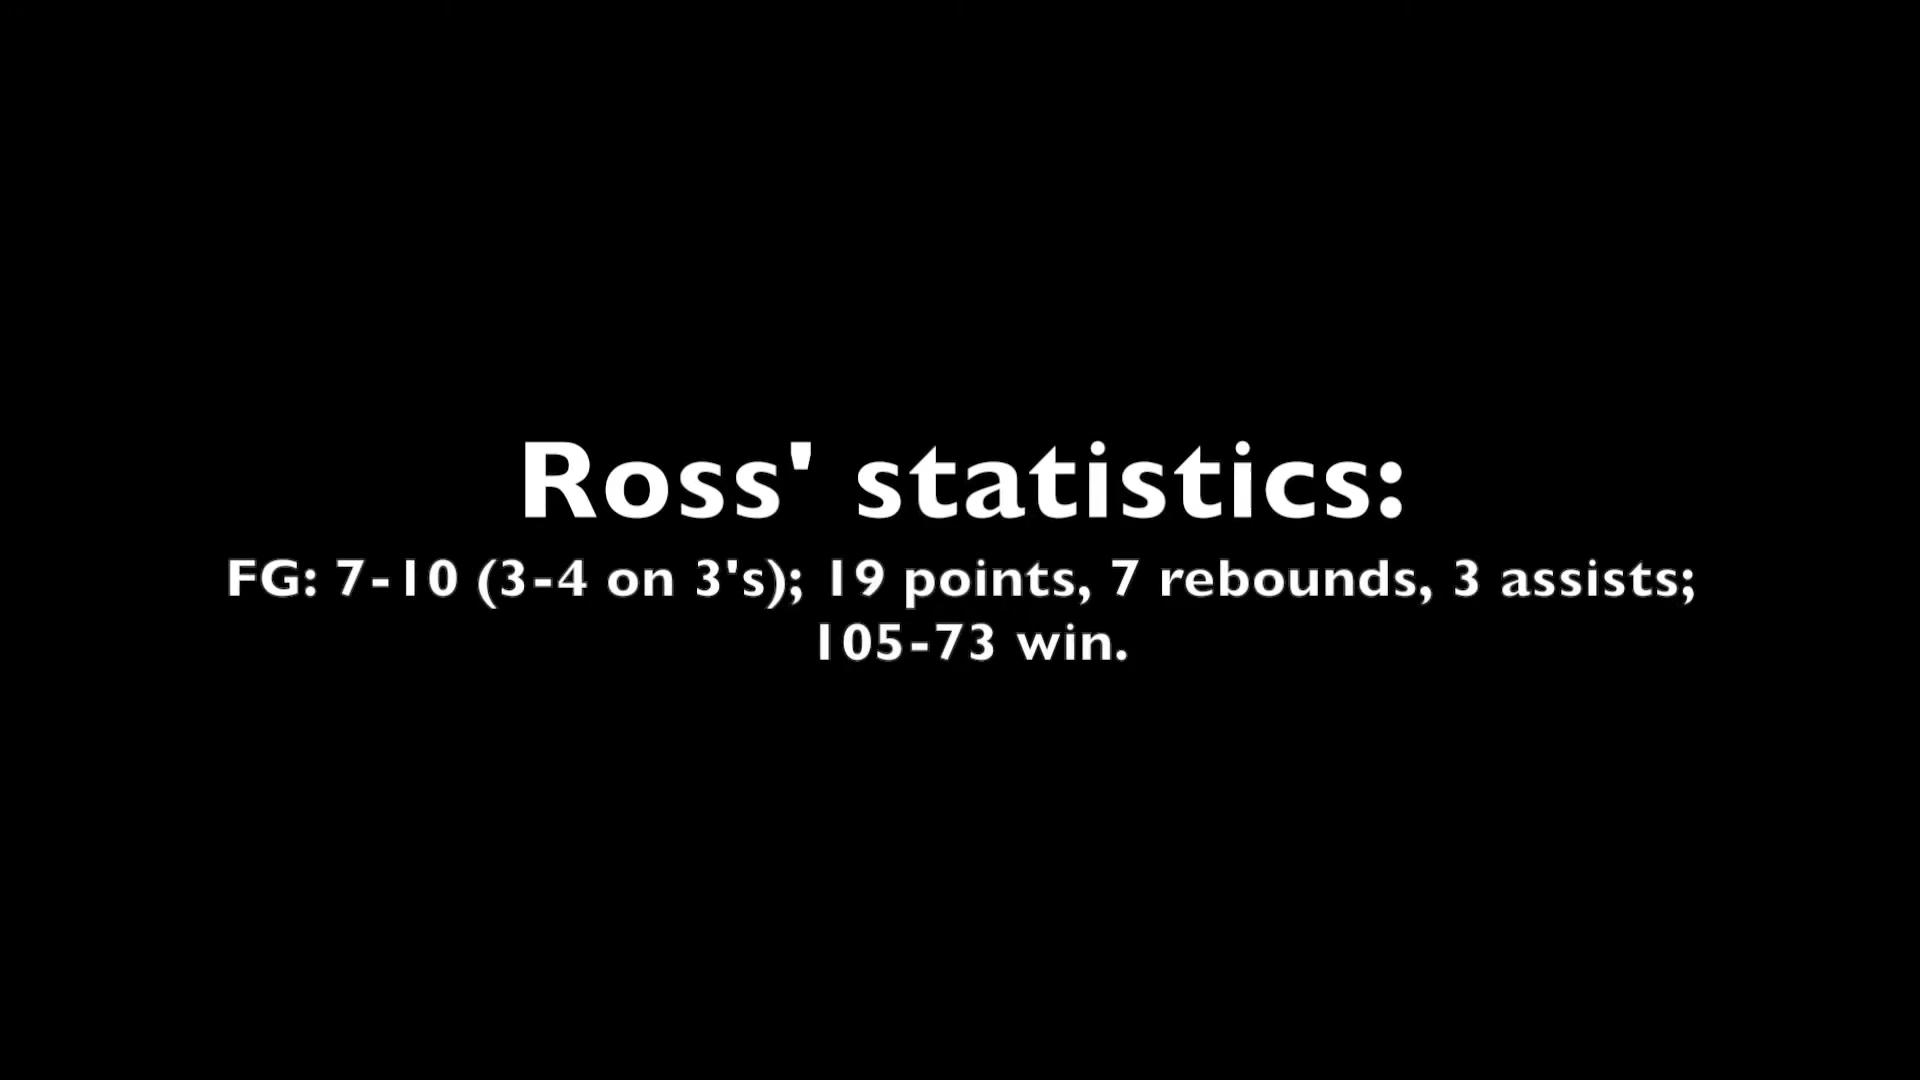 Ross' statistics:
FG: 7-10 (3-4 on 3's); 19 points, 7 rebounds, 3 assists;
105-73 win.